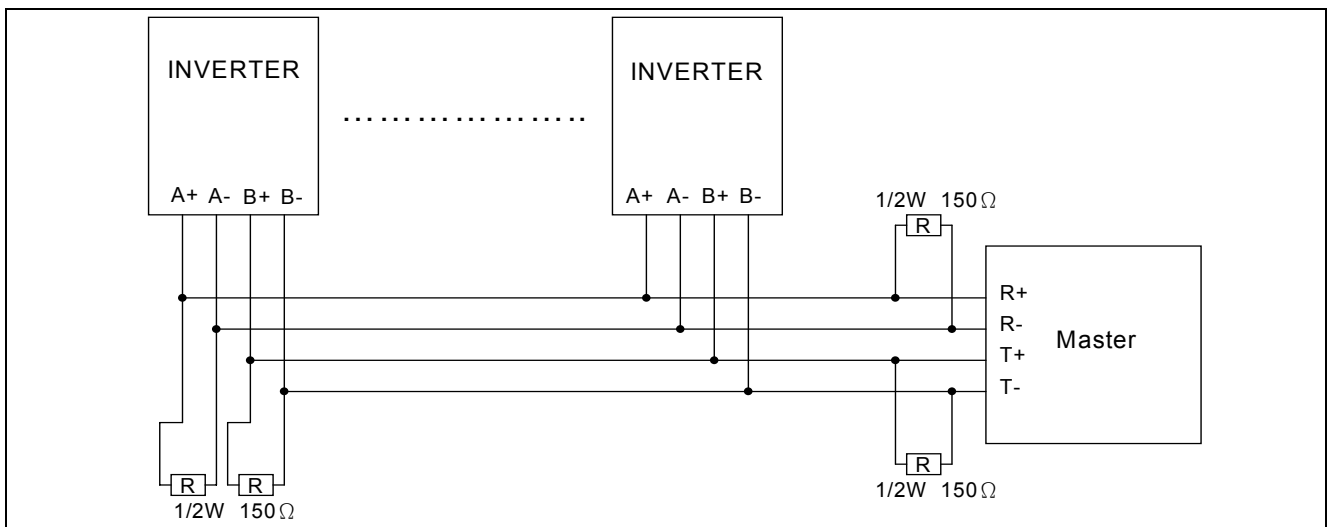 INVERTER
INVERTER
A+ A- B+ B-
A+ A- B+ B-
1/2W 150Ω
R
R+
R-
Master
T+
T-
R
1/2W 150Ω
R R
1/2W 150Ω